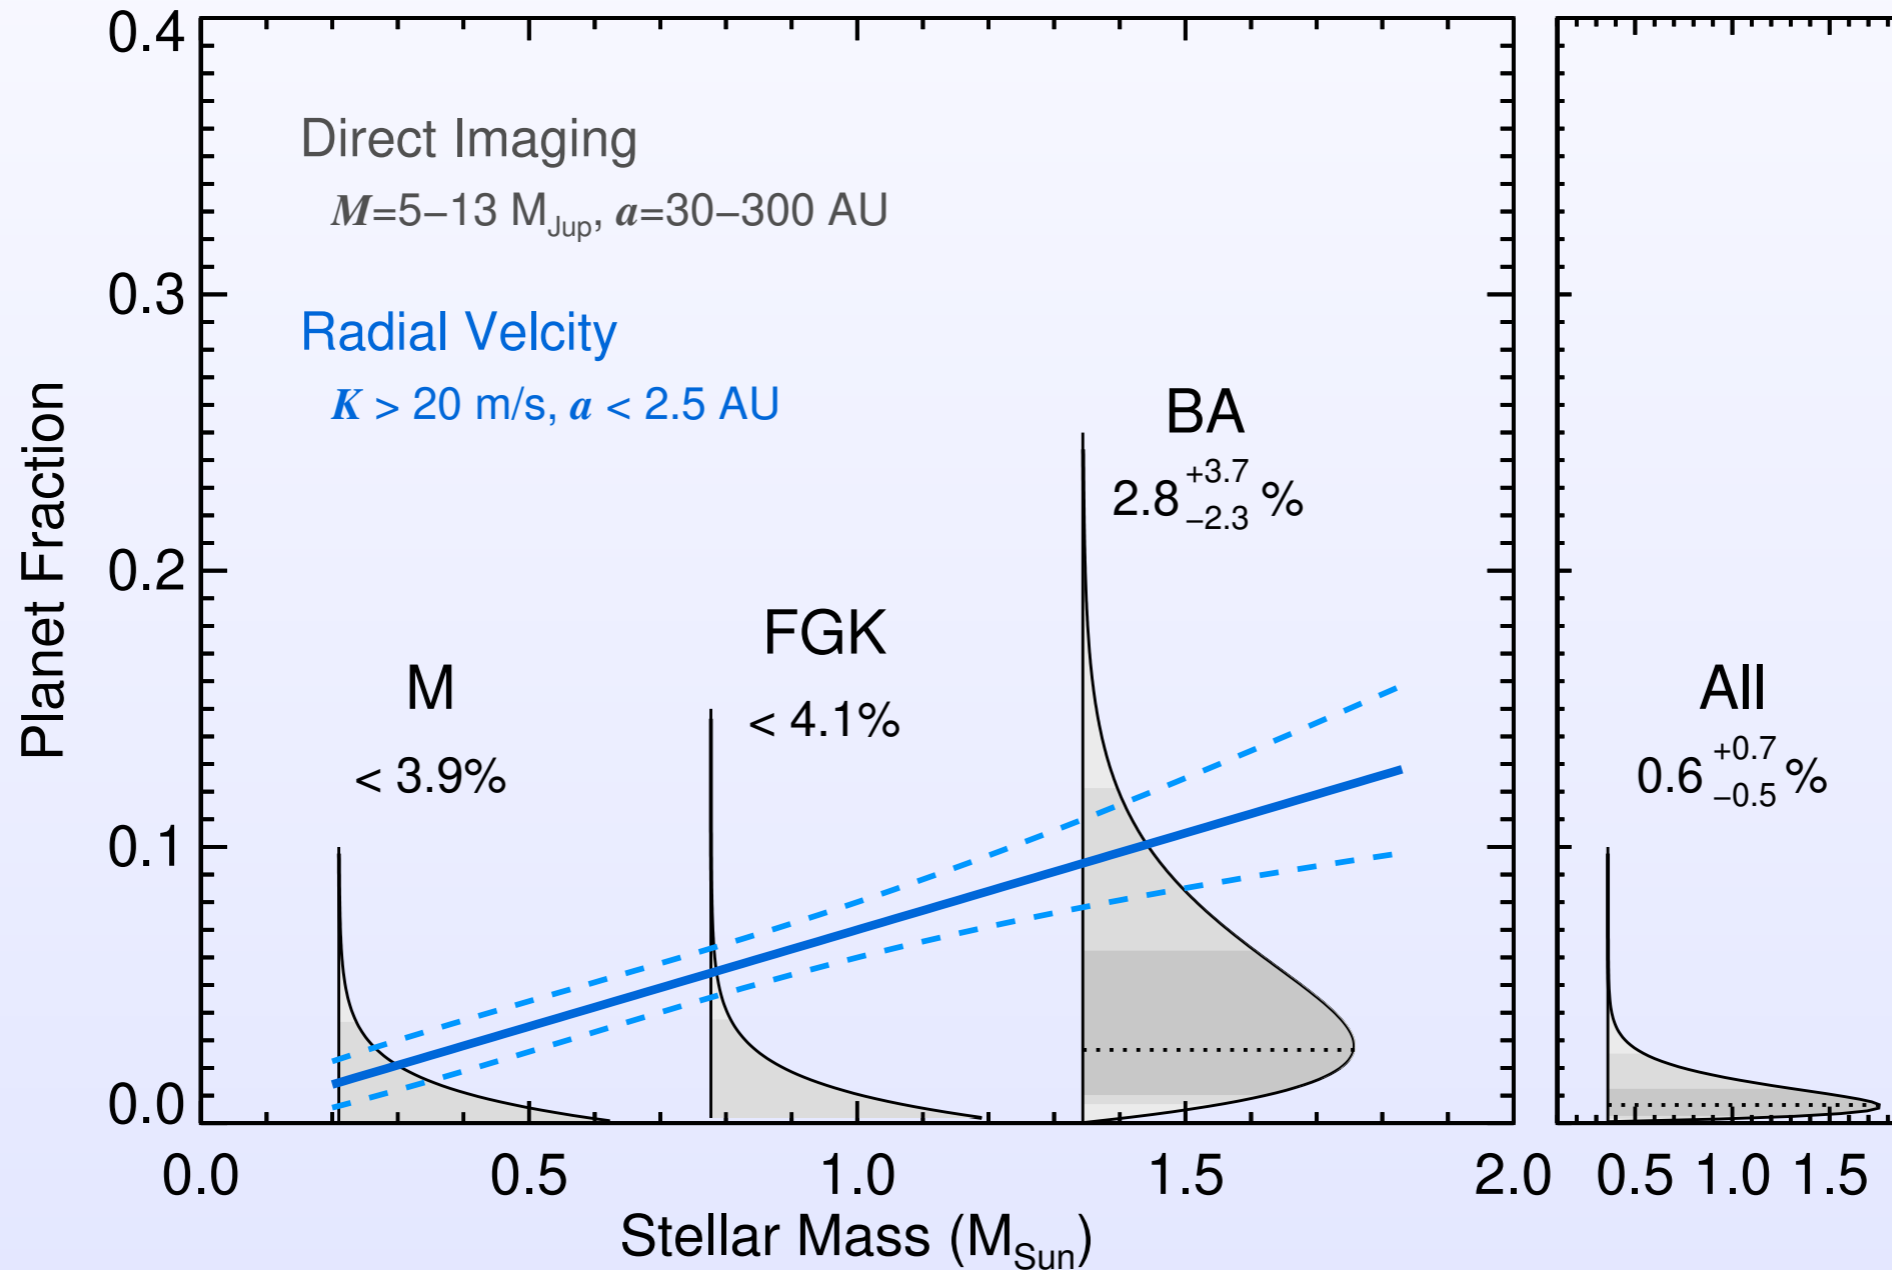 0.4
0.3
0.2
0.1
0.0
Planet Fraction
Direct Imaging
M=5−13 MJup, a=30−300 AU
Radial Velcity
K > 20 m/s, a < 2.5 AU
M
< 3.9%
FGK
< 4.1%
BA
2.8 +3.7 −2.3 %
All
0.6 +0.7 −0.5 %
0.0 0.5 1.0 1.5 2.0 0.5 1.0 1.5
Stellar Mass (MSun)